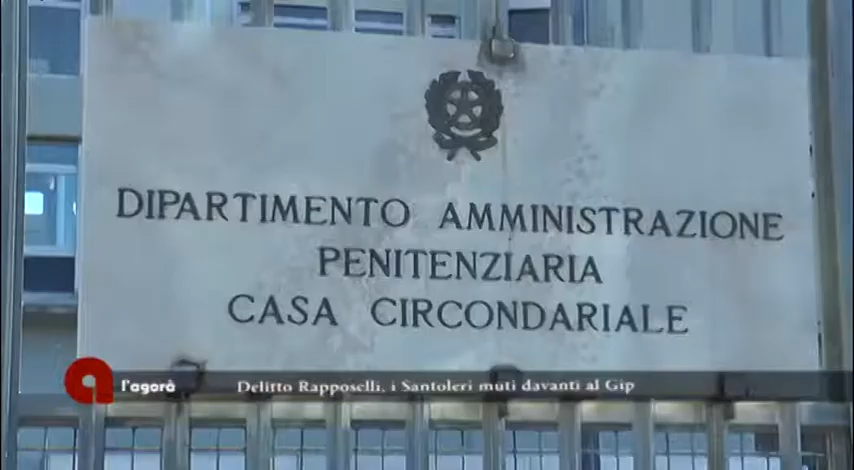 DIPARTIMENTO AMMINISTRAZIONE
PENITENZIARIA
CASA CIRCONDARIALE
a l'agorà Delitto Rapposelli, i Santoleri muti davanti al Gip